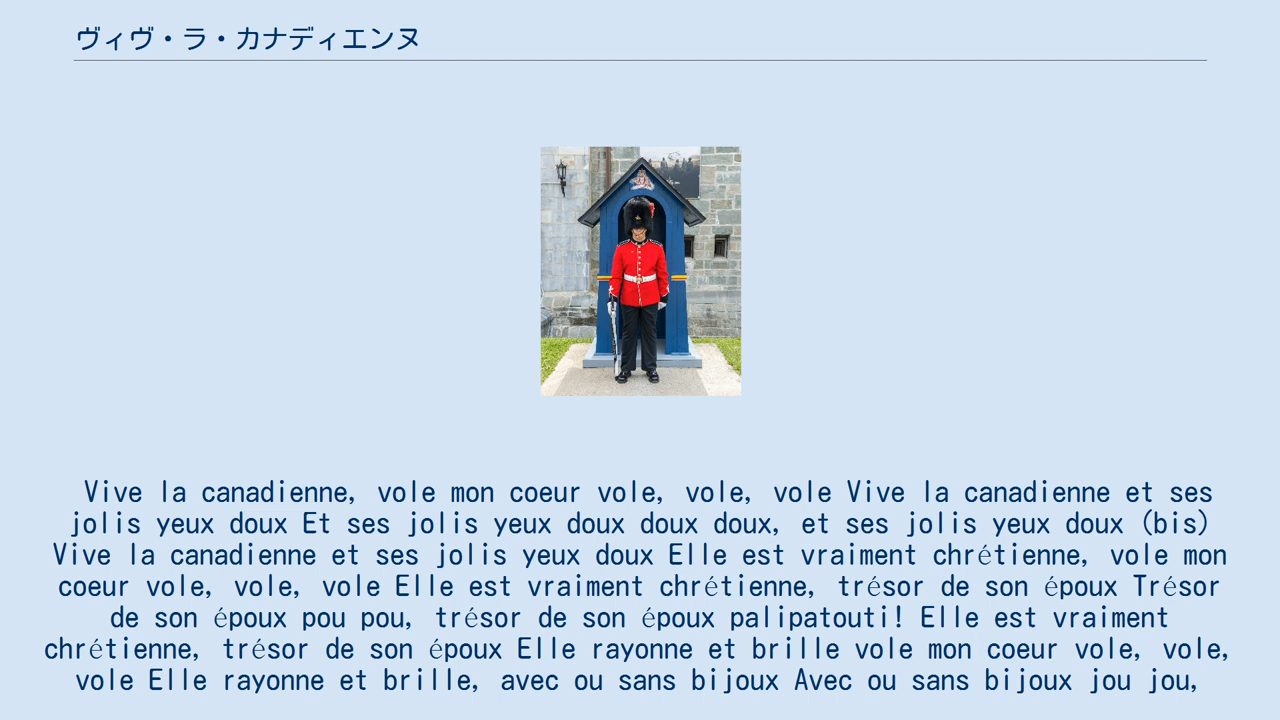 ヴィヴ・ラ・カナディエンヌ
Vive la canadienne, vole mon coeur vole, vole, vole Vive la canadienne et ses
jolis yeux doux Et ses jolis yeux doux doux doux, et ses jolis yeux doux (bis)
Vive la canadienne et ses jolis yeux doux Elle est vraiment chrétienne, vole mon
coeur vole, vole, vole Elle est vraiment chrétienne, trésor de son époux Trésor
de son époux pou pou, trésor de son époux palipatouti! Elle est vraiment
chrétienne, trésor de son époux Elle rayonne et brille vole mon coeur vole, vole,
vole Elle rayonne et brille, avec ou sans bijoux Avec ou sans bijoux jou jou,